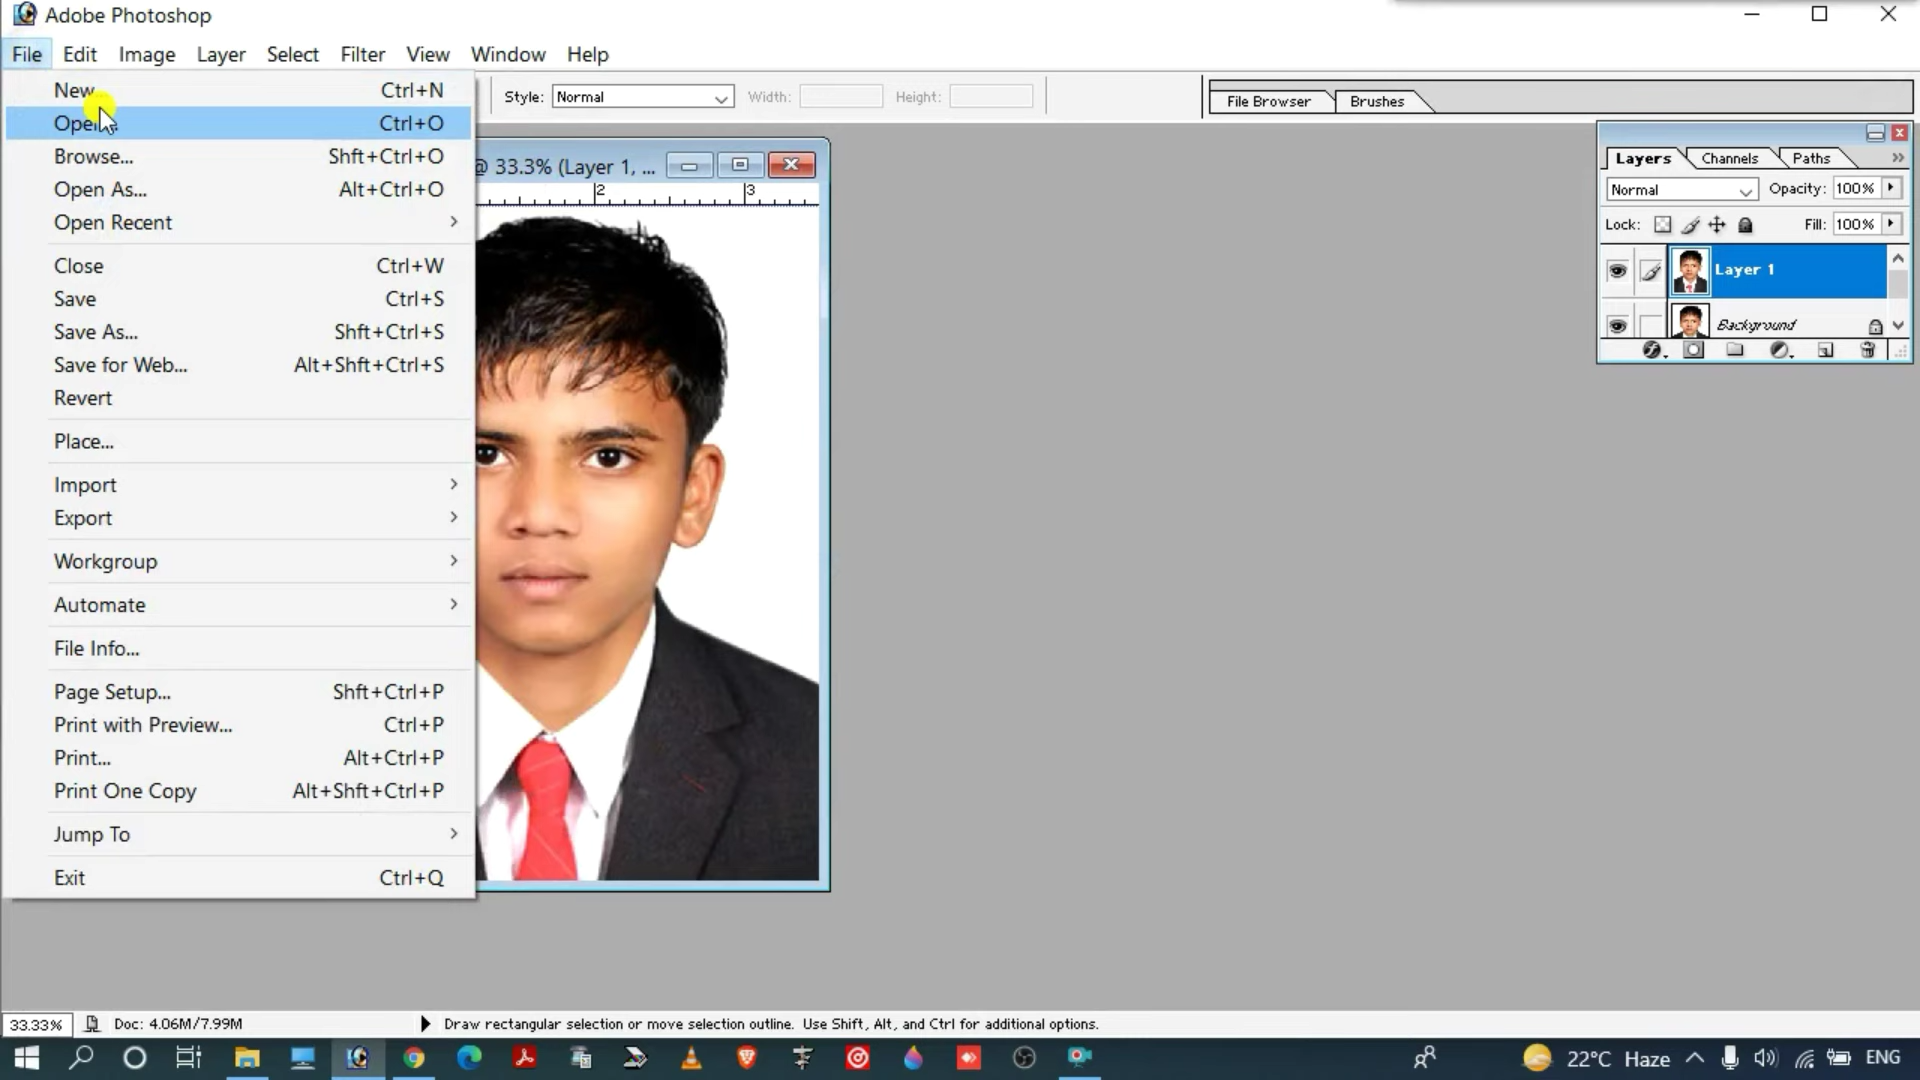 Adobe Photoshop
File Edit Image Layer Select Filter View Window Help
Style: Normal Width: Height: File Browser Brushes
New... Ctrl+N
Open... Ctrl+O
Browse... Shft+Ctrl+O
Open As... Alt+Ctrl+O
Open Recent
Close Ctrl+W
Save Ctrl+S
Save As... Shft+Ctrl+S
Save for Web... Alt+Shft+Ctrl+S
Revert
Place...
Import
Export
Workgroup
Automate
File Info...
Page Setup... Shft+Ctrl+P
Print with Preview... Ctrl+P
Print... Alt+Ctrl+P
Print One Copy Alt+Shft+Ctrl+P
Jump To
Exit Ctrl+Q
@ 33.3% (Layer 1, ...
2 3
Layers Channels Paths
Normal Opacity: 100%
Lock: Fill: 100%
Layer 1
Background
33.33% Doc: 4.06M/7.99M Draw rectangular selection or move selection outline. Use Shift, Alt, and Ctrl for additional options.
22°C Haze ENG